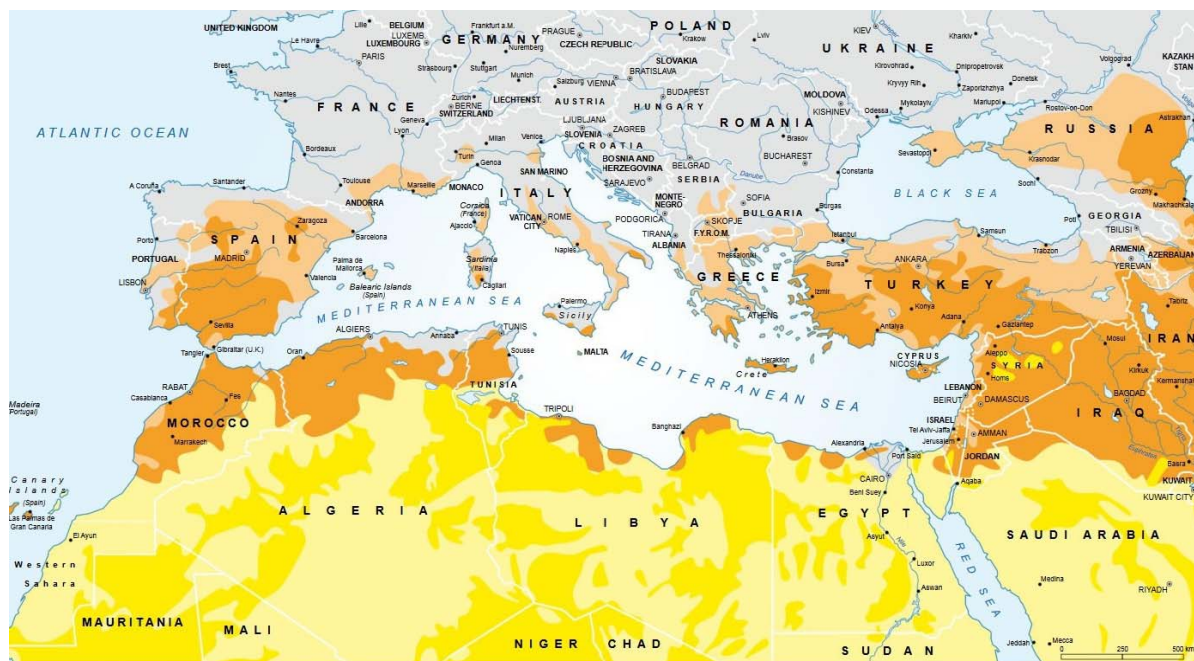 UNITED KINGDOM
Lille
BELGIUM
LUXEMB.
LUXEMBOURG
Frankfurt a.M.
GERMANY
Nuremberg
PRAGUE
CZECH REPUBLIC
POLAND
Krakow
Lviv
KIEV
Dnieper
Kharkiv
UKRAINE
Volgograd
KAZAKH
STAN
Le Havre
PARIS
Brest
Strasbourg
Stuttgart
Munich
Salzburg
VIENNA
SLOVAKIA
BRATISLAVA
Kirovohrad
Dnipropetrovsk
Donetsk
Kryvyy Rih
Zaporizhzhya
Don
Nantes
FRANCE
Zurich
BERNE
SWITZERLAND
LIECHTENST.
AUSTRIA
BUDAPEST
HUNGARY
MOLDOVA
KISHINEV
Odessa
Mykolayiv
Mariupol
Rostov-on-Don
Astrakhan
ATLANTIC OCEAN
Geneva
Lyon
Milan
Venice
LJUBLJANA
SLOVENIA
ZAGREB
CROATIA
ROMANIA
Brasov
RUSSIA
Bordeaux
Turin
Genoa
BOSNIA AND
HERZEGOVINA
BELGRAD
BUCHAREST
Sevastopol
Krasnodar
A Coruña
Santander
Toulouse
Marseille
MONACO
SAN MARINO
SARAJEVO
SERBIA
Danube
Constanta
Sochi
Grozny
Makhachkala
ANDORRA
ITALY
MONTE-
NEGRO
SOFIA
BULGARIA
Burgas
BLACK SEA
Poti
GEORGIA
TBILISI
Corsica
(France)
Ajaccio
VATICAN
CITY
ROME
PODGORICA
SKOPJE
F.Y.R.O.M.
TIRANA
ALBANIA
Porto
Zaragoza
SPAIN
MADRID
Barcelona
Istanbul
Samsun
Trabzon
ARMENIA
YEREVAN
AZERBAIJAN
PORTUGAL
LISBON
Palma de
Mallorca
Balearic Islands
(Spain)
Valencia
Sardinia
(Italia)
Cagliari
Naples
Thessaloniki
GREECE
Bursa
ANKARA
TURKEY
Tabriz
Izmir
Konya
Sevilla
MEDITERRANEAN SEA
Palermo
Sicily
ATHENS
Antalya
Adana
Gaziantep
Mosul
IRAN
Gibraltar (U.K.)
Tangier
Oran
ALGIERS
Annaba
TUNIS
Sousse
MALTA
MEDITERRANEAN SEA
Heraklion
Crete
CYPRUS
NICOSIA
Aleppo
SYRIA
Homs
Kirkuk
Kermanshah
RABAT
Casablanca
Fes
TUNISIA
LEBANON
BEIRUT
DAMASCUS
BAGDAD
IRAQ
Madeira
(Portugal)
MOROCCO
Marrakech
TRIPOLI
Banghazi
ISRAEL
Tel Aviv-Jaffa
Jerusalem
AMMAN
Tigris
Euphrates
Alexandria
Port Said
JORDAN
Basra
KUWAIT
KUWAIT CITY
Canary
Islands
(Spain)
Las Palmas de
Gran Canaria
CAIRO
Aqaba
Beni Suey
ALGERIA
LIBYA
EGYPT
El Ayun
Asyut
Nile
SAUDI ARABIA
Western
Sahara
Luxor
Aswan
RED SEA
Medina
RIYADH
MAURITANIA
MALI
NIGER
CHAD
SUDAN
Jeddah
Mecca
0 250 500 km